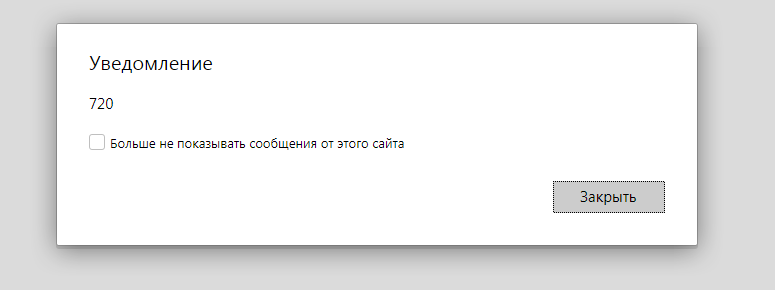 Уведомление
720
Больше не показывать сообщения от этого сайта
Закрыть